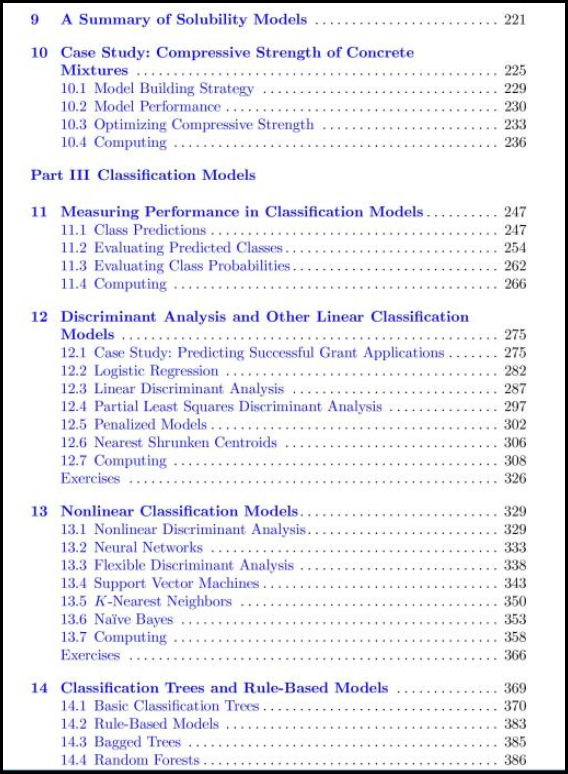 9 A Summary of Solubility Models ........................ 221
10 Case Study: Compressive Strength of Concrete
Mixtures ................................................ 225
10.1 Model Building Strategy ................................ 229
10.2 Model Performance ..................................... 230
10.3 Optimizing Compressive Strength ........................ 233
10.4 Computing ........................................... 236
Part III Classification Models
11 Measuring Performance in Classification Models .......... 247
11.1 Class Predictions ...................................... 247
11.2 Evaluating Predicted Classes ............................ 254
11.3 Evaluating Class Probabilities ........................... 262
11.4 Computing ........................................... 266
12 Discriminant Analysis and Other Linear Classification
Models .................................................. 275
12.1 Case Study: Predicting Successful Grant Applications ....... 275
12.2 Logistic Regression ..................................... 282
12.3 Linear Discriminant Analysis ............................ 287
12.4 Partial Least Squares Discriminant Analysis ............... 297
12.5 Penalized Models ...................................... 302
12.6 Nearest Shrunken Centroids ............................. 306
12.7 Computing ........................................... 308
Exercises ................................................. 326
13 Nonlinear Classification Models .......................... 329
13.1 Nonlinear Discriminant Analysis ......................... 329
13.2 Neural Networks ....................................... 333
13.3 Flexible Discriminant Analysis ........................... 338
13.4 Support Vector Machines ............................... 343
13.5 K-Nearest Neighbors ................................... 350
13.6 Naïve Bayes .......................................... 353
13.7 Computing ........................................... 358
Exercises ................................................. 366
14 Classification Trees and Rule-Based Models .............. 369
14.1 Basic Classification Trees ............................... 370
14.2 Rule-Based Models ..................................... 383
14.3 Bagged Trees ......................................... 385
14.4 Random Forests ....................................... 386